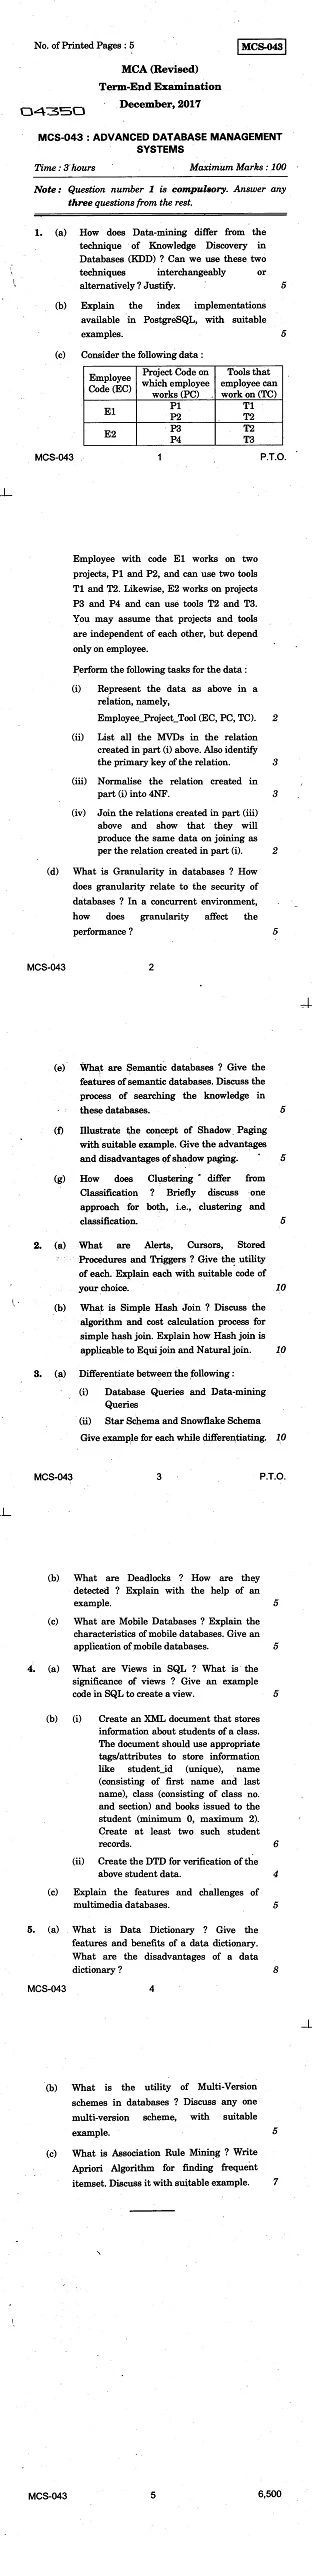 No. of Printed Pages : 5
MCS-043
MCA (Revised)
Term-End Examination
04350
December, 2017
MCS-043 : ADVANCED DATABASE MANAGEMENT
SYSTEMS
Time : 3 hours Maximum Marks : 100
Note : Question number 1 is compulsory. Answer any
three questions from the rest.
1. (a) How does Data-mining differ from the
technique of Knowledge Discovery in
Databases (KDD) ? Can we use these two
techniques interchangeably or
alternatively ? Justify. 5
(b) Explain the index implementations
available in PostgreSQL, with suitable
examples. 5
(c) Consider the following data :
Employee Code (EC) Project Code on which employee works (PC) Tools that employee can work on (TC)
E1 P1 T1
P2 T2
E2 P3 T2
P4 T3
MCS-043 1 P.T.O.
Employee with code E1 works on two
projects, P1 and P2, and can use two tools
T1 and T2. Likewise, E2 works on projects
P3 and P4 and can use tools T2 and T3.
You may assume that projects and tools
are independent of each other, but depend
only on employee.
Perform the following tasks for the data :
(i) Represent the data as above in a
relation, namely,
Employee_Project_Tool (EC, PC, TC). 2
(ii) List all the MVDs in the relation
created in part (i) above. Also identify
the primary key of the relation. 3
(iii) Normalise the relation created in
part (i) into 4NF. 3
(iv) Join the relations created in part (iii)
above and show that they will
produce the same data on joining as
per the relation created in part (i). 2
(d) What is Granularity in databases ? How
does granularity relate to the security of
databases ? In a concurrent environment,
how does granularity affect the
performance ? 5
MCS-043 2
(e) What are Semantic databases ? Give the
features of semantic databases. Discuss the
process of searching the knowledge in
these databases. 5
(f) Illustrate the concept of Shadow Paging
with suitable example. Give the advantages
and disadvantages of shadow paging. 5
(g) How does Clustering differ from
Classification ? Briefly discuss one
approach for both, i.e., clustering and
classification. 5
2. (a) What are Alerts, Cursors, Stored
Procedures and Triggers ? Give the utility
of each. Explain each with suitable code of
your choice. 10
(b) What is Simple Hash Join ? Discuss the
algorithm and cost calculation process for
simple hash join. Explain how Hash join is
applicable to Equi join and Natural join. 10
3. (a) Differentiate between the following :
(i) Database Queries and Data-mining
Queries
(ii) Star Schema and Snowflake Schema
Give example for each while differentiating. 10
MCS-043 3 P.T.O.
(b) What are Deadlocks ? How are they
detected ? Explain with the help of an
example. 5
(c) What are Mobile Databases ? Explain the
characteristics of mobile databases. Give an
application of mobile databases. 5
4. (a) What are Views in SQL ? What is the
significance of views ? Give an example
code in SQL to create a view. 5
(b) (i) Create an XML document that stores
information about students of a class.
The document should use appropriate
tags/attributes to store information
like student_id (unique), name
(consisting of first name and last
name), class (consisting of class no.
and section) and books issued to the
student (minimum 0, maximum 2).
Create at least two such student
records. 6
(ii) Create the DTD for verification of the
above student data. 4
(c) Explain the features and challenges of
multimedia databases. 5
5. (a) What is Data Dictionary ? Give the
features and benefits of a data dictionary.
What are the disadvantages of a data
dictionary ? 8
MCS-043 4
(b) What is the utility of Multi-Version
schemes in databases ? Discuss any one
multi-version scheme, with suitable
example. 5
(c) What is Association Rule Mining ? Write
Apriori Algorithm for finding frequent
itemset. Discuss it with suitable example. 7
MCS-043 5 6,500